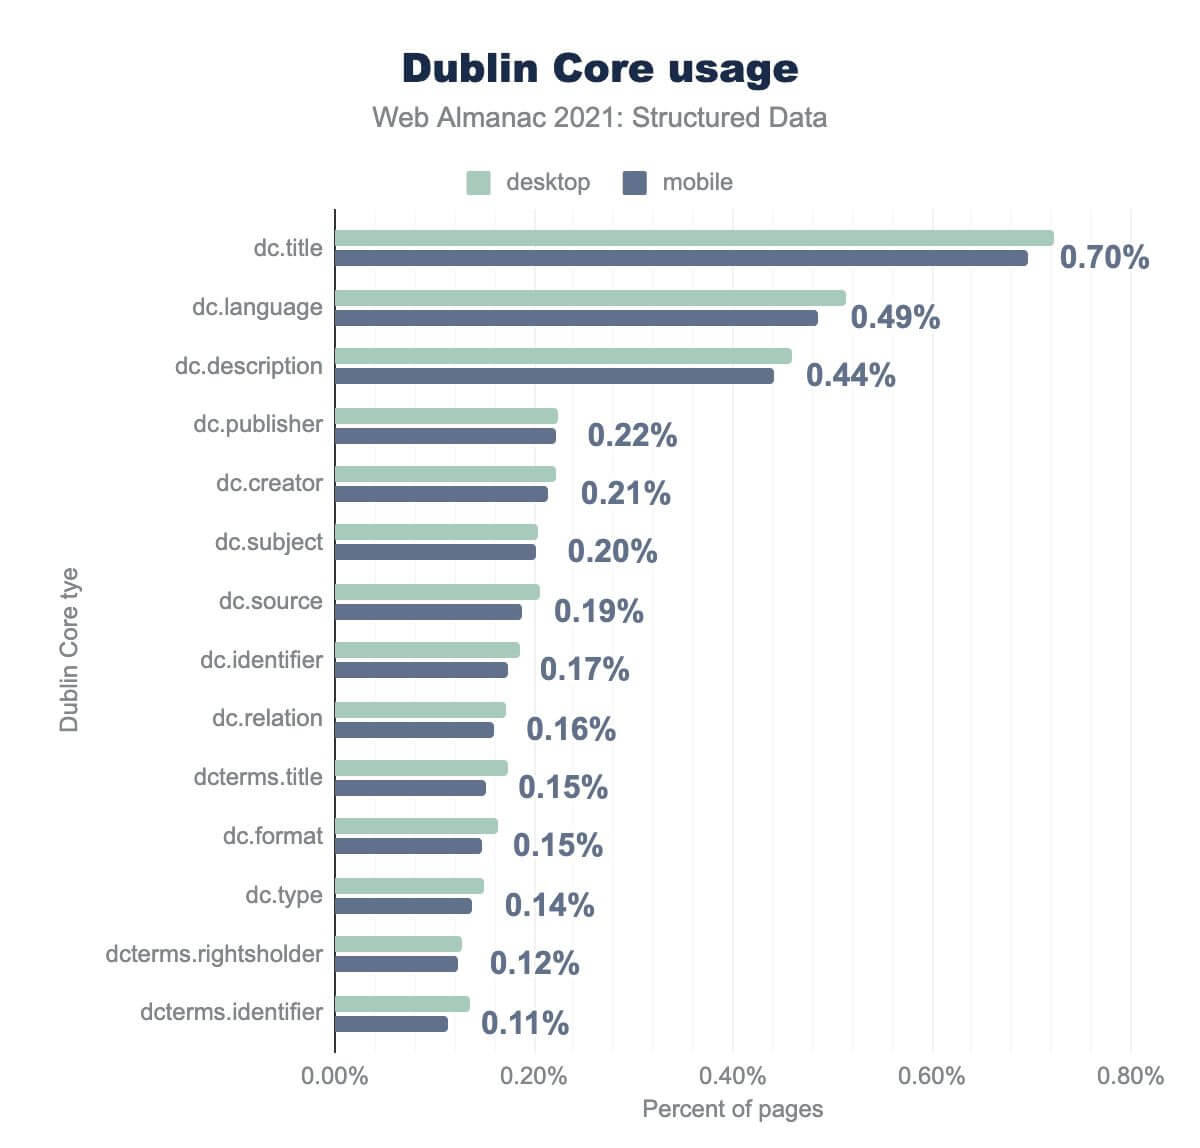 Dublin Core usage
Web Almanac 2021: Structured Data
desktop mobile
dc.title 0.70%
dc.language 0.49%
dc.description 0.44%
dc.publisher 0.22%
dc.creator 0.21%
dc.subject 0.20%
dc.source 0.19%
dc.identifier 0.17%
dc.relation 0.16%
dcterms.title 0.15%
dc.format 0.15%
dc.type 0.14%
dcterms.rightsholder 0.12%
dcterms.identifier 0.11%
Dublin Core tye
0.00% 0.20% 0.40% 0.60% 0.80%
Percent of pages